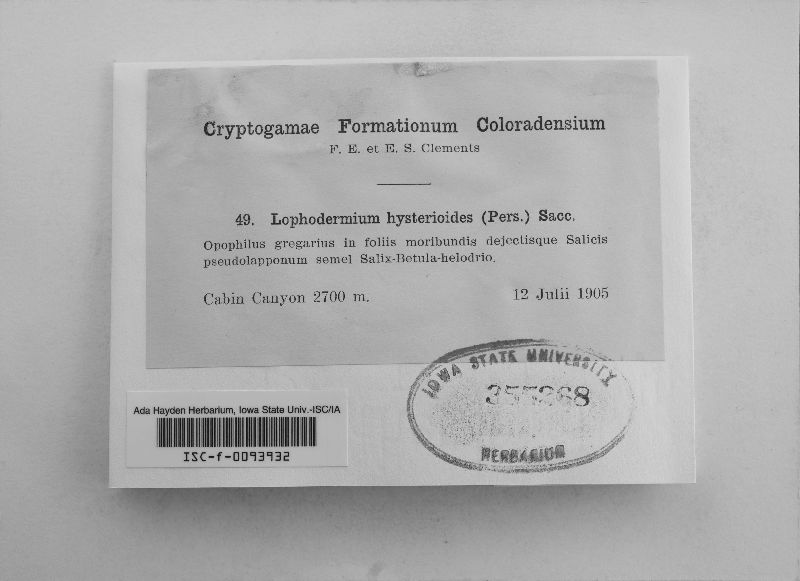 Cryptogamae Formationum Coloradensium
F. E. et E. S. Clements
49. Lophodermium hysterioides (Pers.) Sacc.
Opophilus gregarius in foliis moribundis dejectisque Salicis
pseudolapponum semel Salix-Betula-helodrio.
Cabin Canyon 2700 m. 12 Julii 1905
IOWA STATE UNIVERSITY
HERBARIUM
Ada Hayden Herbarium, Iowa State Univ.-ISC/IA
ISC-f-0093932